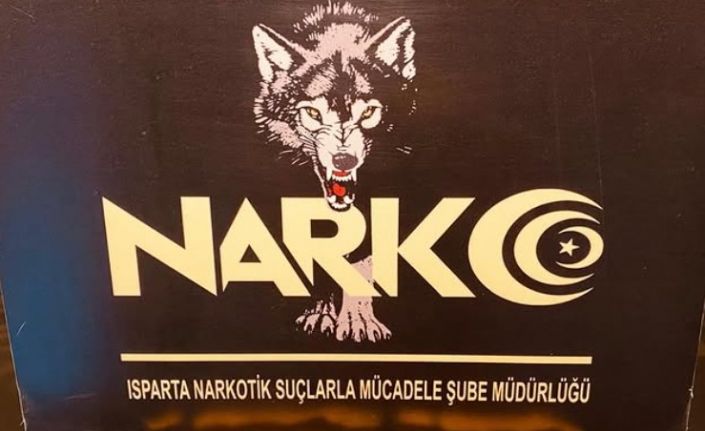 NARKO
ISPARTA NARKOTİK SUÇLARLA MÜCADELE ŞUBE MÜDÜRLÜĞÜ